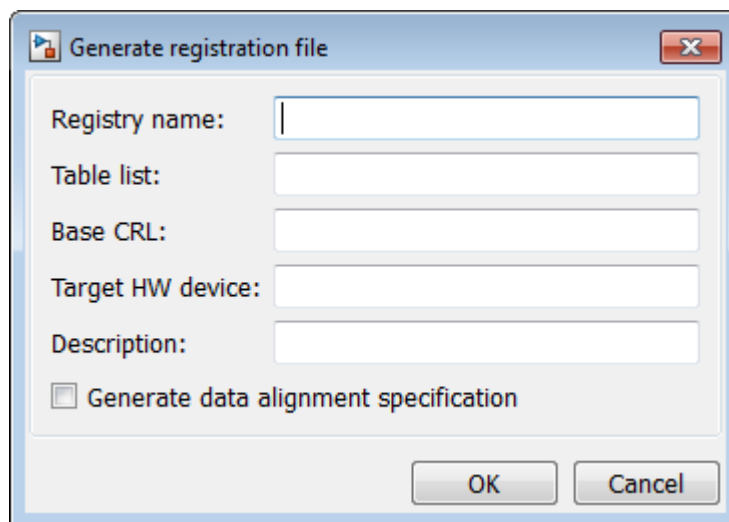 Generate registration file
Registry name:
Table list:
Base CRL:
Target HW device:
Description:
Generate data alignment specification
OK Cancel